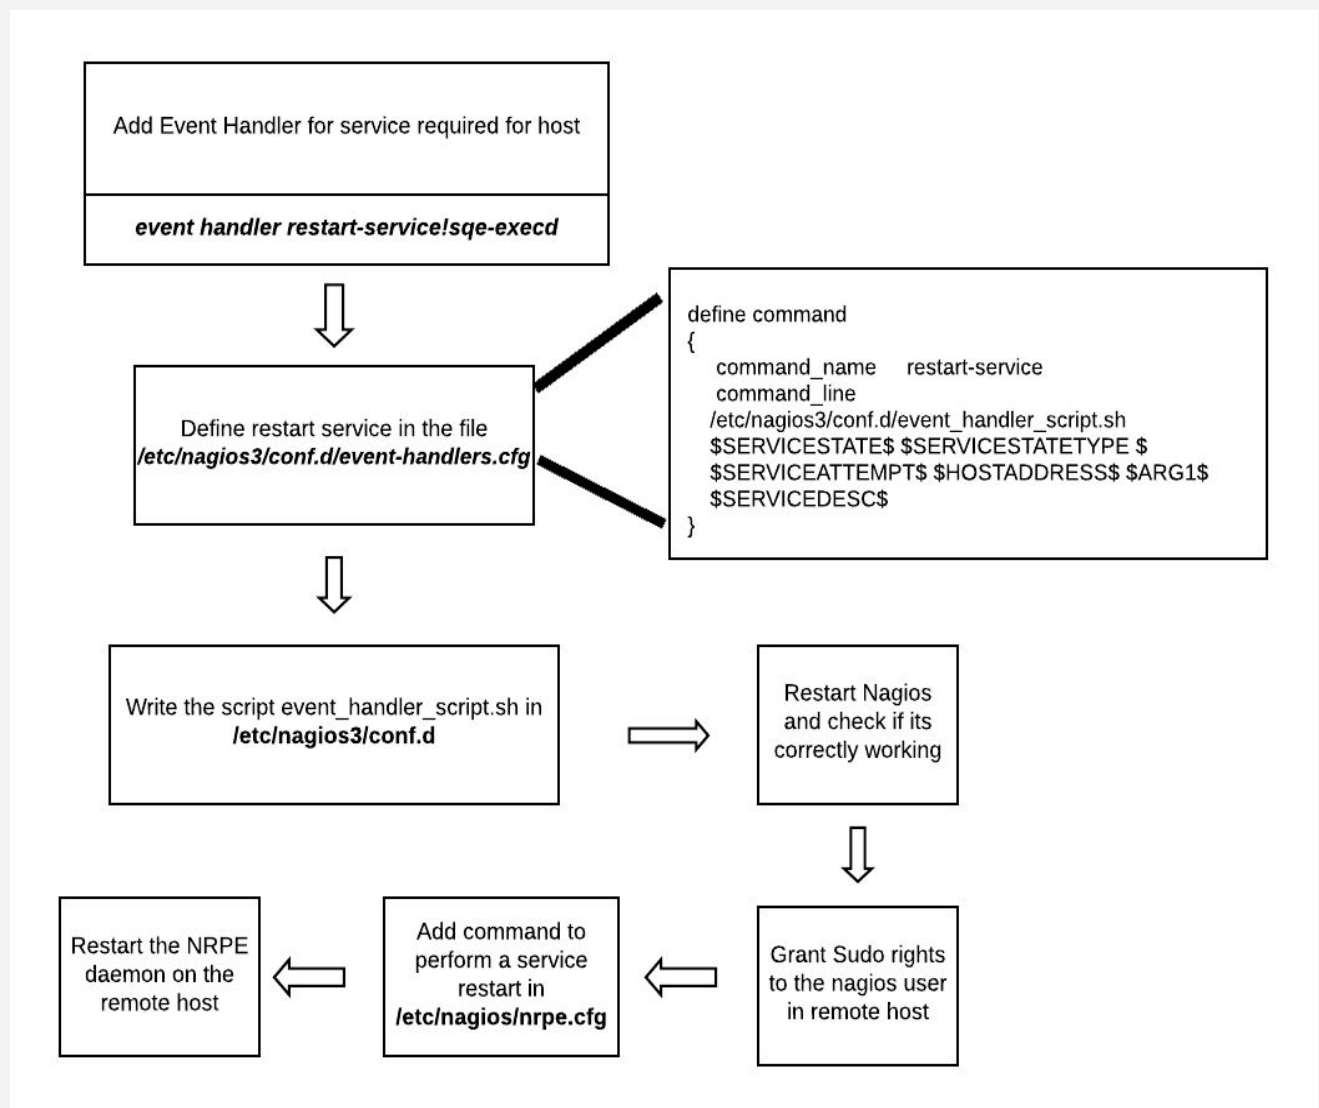 Add Event Handler for service required for host
event handler restart-service!sqe-execd
Define restart service in the file
/etc/nagios3/conf.d/event-handlers.cfg
define command
{
command_name restart-service
command_line
/etc/nagios3/conf.d/event_handler_script.sh
$SERVICESTATE$ $SERVICESTATETYPE $
$SERVICEATTEMPT$ $HOSTADDRESS$ $ARG1$
$SERVICEDESC$
}
Write the script event_handler_script.sh in
/etc/nagios3/conf.d
Restart Nagios
and check if its
correctly working
Grant Sudo rights
to the nagios user
in remote host
Add command to
perform a service
restart in
/etc/nagios/nrpe.cfg
Restart the NRPE
daemon on the
remote host